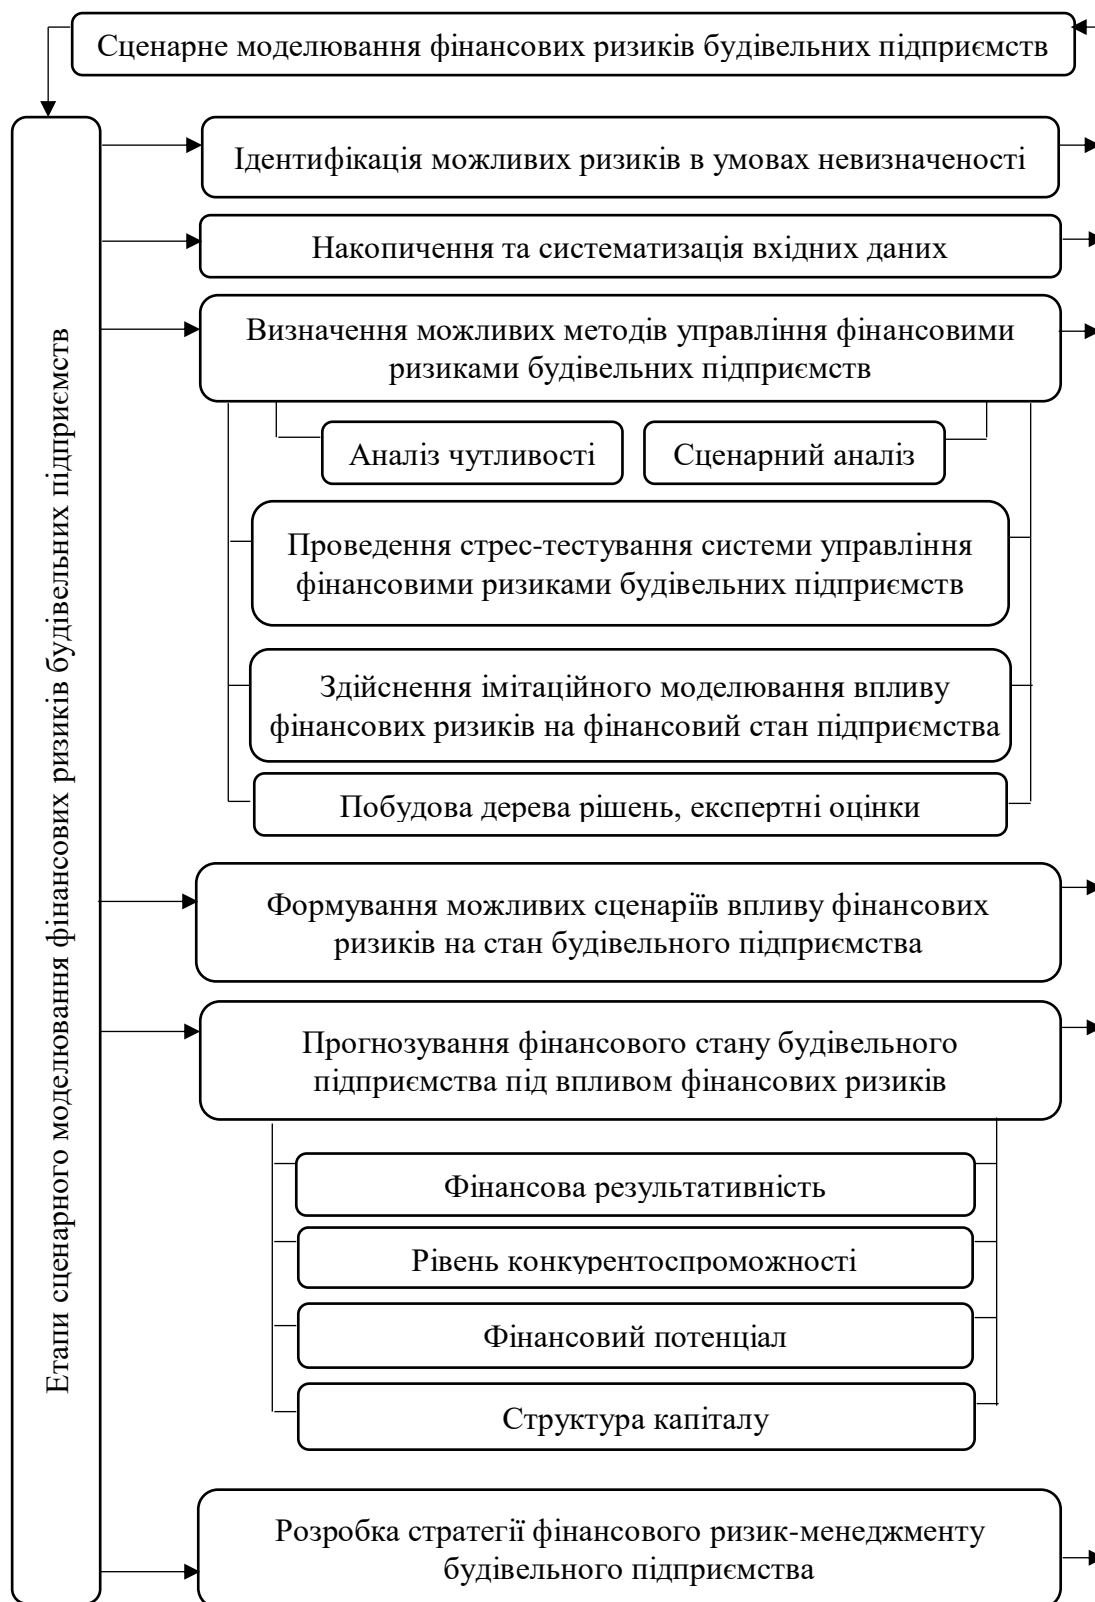 Сценарне моделювання фінансових ризиків будівельних підприємств
Етапи сценарного моделювання фінансових ризиків будівельних підприємств
Ідентифікація можливих ризиків в умовах невизначеності
Накопичення та систематизація вхідних даних
Визначення можливих методів управління фінансовими
ризиками будівельних підприємств
Аналіз чутливості
Сценарний аналіз
Проведення стрес-тестування системи управління
фінансовими ризиками будівельних підприємств
Здійснення імітаційного моделювання впливу
фінансових ризиків на фінансовий стан підприємства
Побудова дерева рішень, експертні оцінки
Формування можливих сценаріїв впливу фінансових
ризиків на стан будівельного підприємства
Прогнозування фінансового стану будівельного
підприємства під впливом фінансових ризиків
Фінансова результативність
Рівень конкурентоспроможності
Фінансовий потенціал
Структура капіталу
Розробка стратегії фінансового ризик-менеджменту
будівельного підприємства